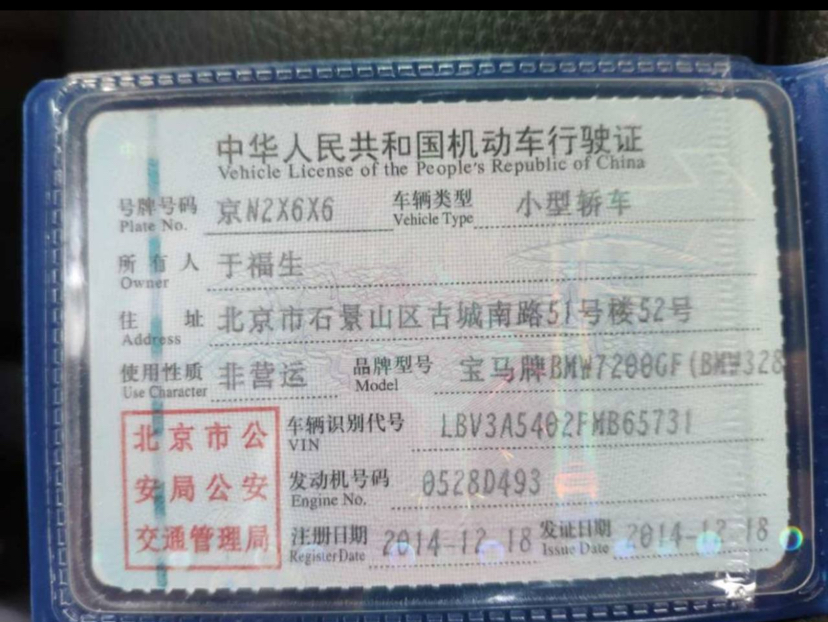 中华人民共和国机动车行驶证
Vehicle License of the People's Republic of China
号牌号码 京N2X6X6 车辆类型 小型轿车
Plate No. Vehicle Type
所有人 于福生
Owner
住址 北京市石景山区古城南路51号楼52号
Address
使用性质 非营运 品牌型号 宝马牌BMW7200GF(BMW328
Use Character Model
北京市公 车辆识别代号 LBV3A5402FMB65731
VIN
安局公安 发动机号码 0528D493
Engine No.
交通管理局 注册日期 2014-12-18 发证日期 2014-12-18
Register Date Issue Date